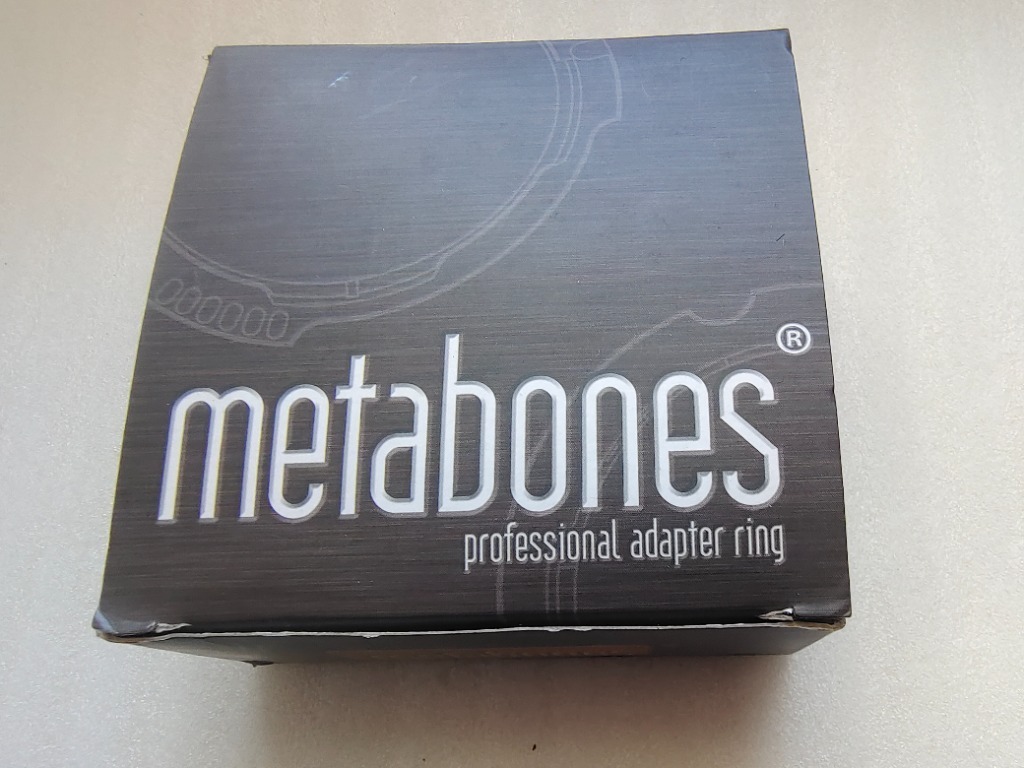 metabones®
professional adapter ring